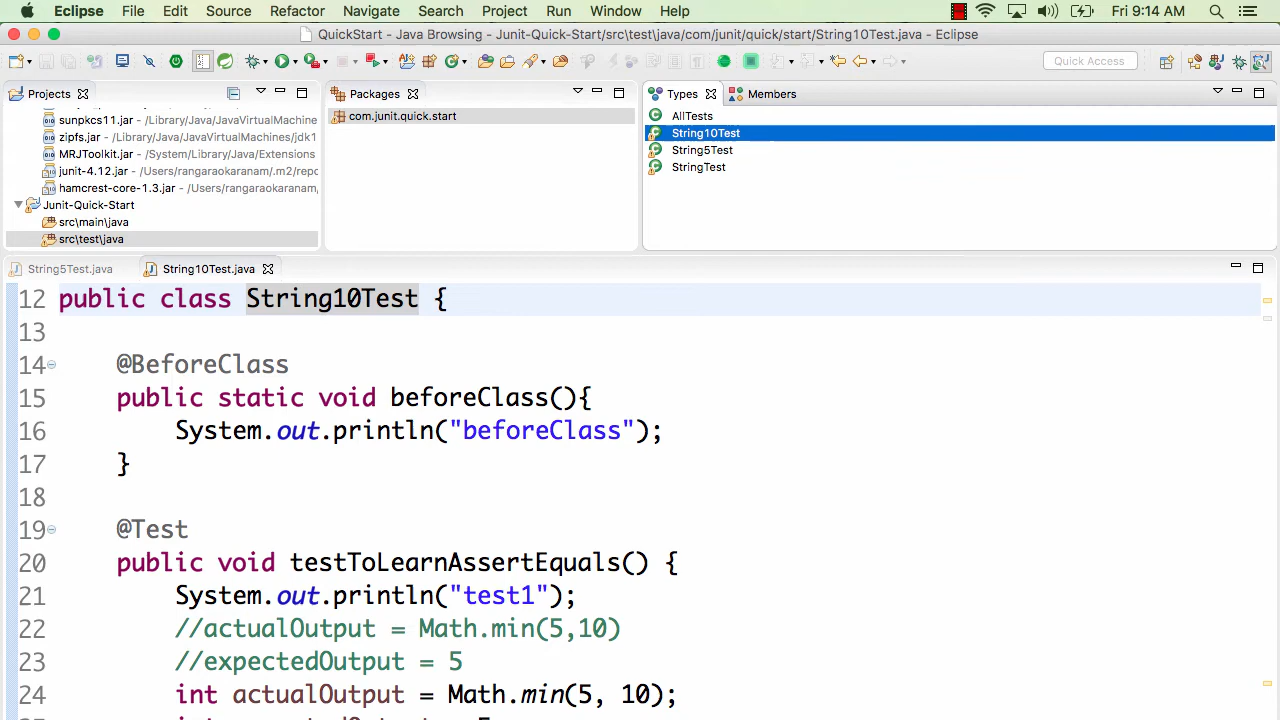 Eclipse File Edit Source Refactor Navigate Search Project Run Window Help Fri 9:14 AM
QuickStart - Java Browsing - Junit-Quick-Start/src\test\java/com/junit/quick/start/String10Test.java - Eclipse
Quick Access
Projects
sunpkcs11.jar - /Library/Java/JavaVirtualMachine
zipfs.jar - /Library/Java/JavaVirtualMachines/jdk1
MRJToolkit.jar - /System/Library/Java/Extensions
junit-4.12.jar - /Users/rangaraokaranam/.m2/repo
hamcrest-core-1.3.jar - /Users/rangaraokaranam/
Junit-Quick-Start
src\main\java
src\test\java
Packages
com.junit.quick.start
Types Members
AllTests
String10Test
String5Test
StringTest
String5Test.java String10Test.java
12 public class String10Test {
13
14 @BeforeClass
15 public static void beforeClass(){
16 System.out.println("beforeClass");
17 }
18
19 @Test
20 public void testToLearnAssertEquals() {
21 System.out.println("test1");
22 //actualOutput = Math.min(5,10)
23 //expectedOutput = 5
24 int actualOutput = Math.min(5, 10);